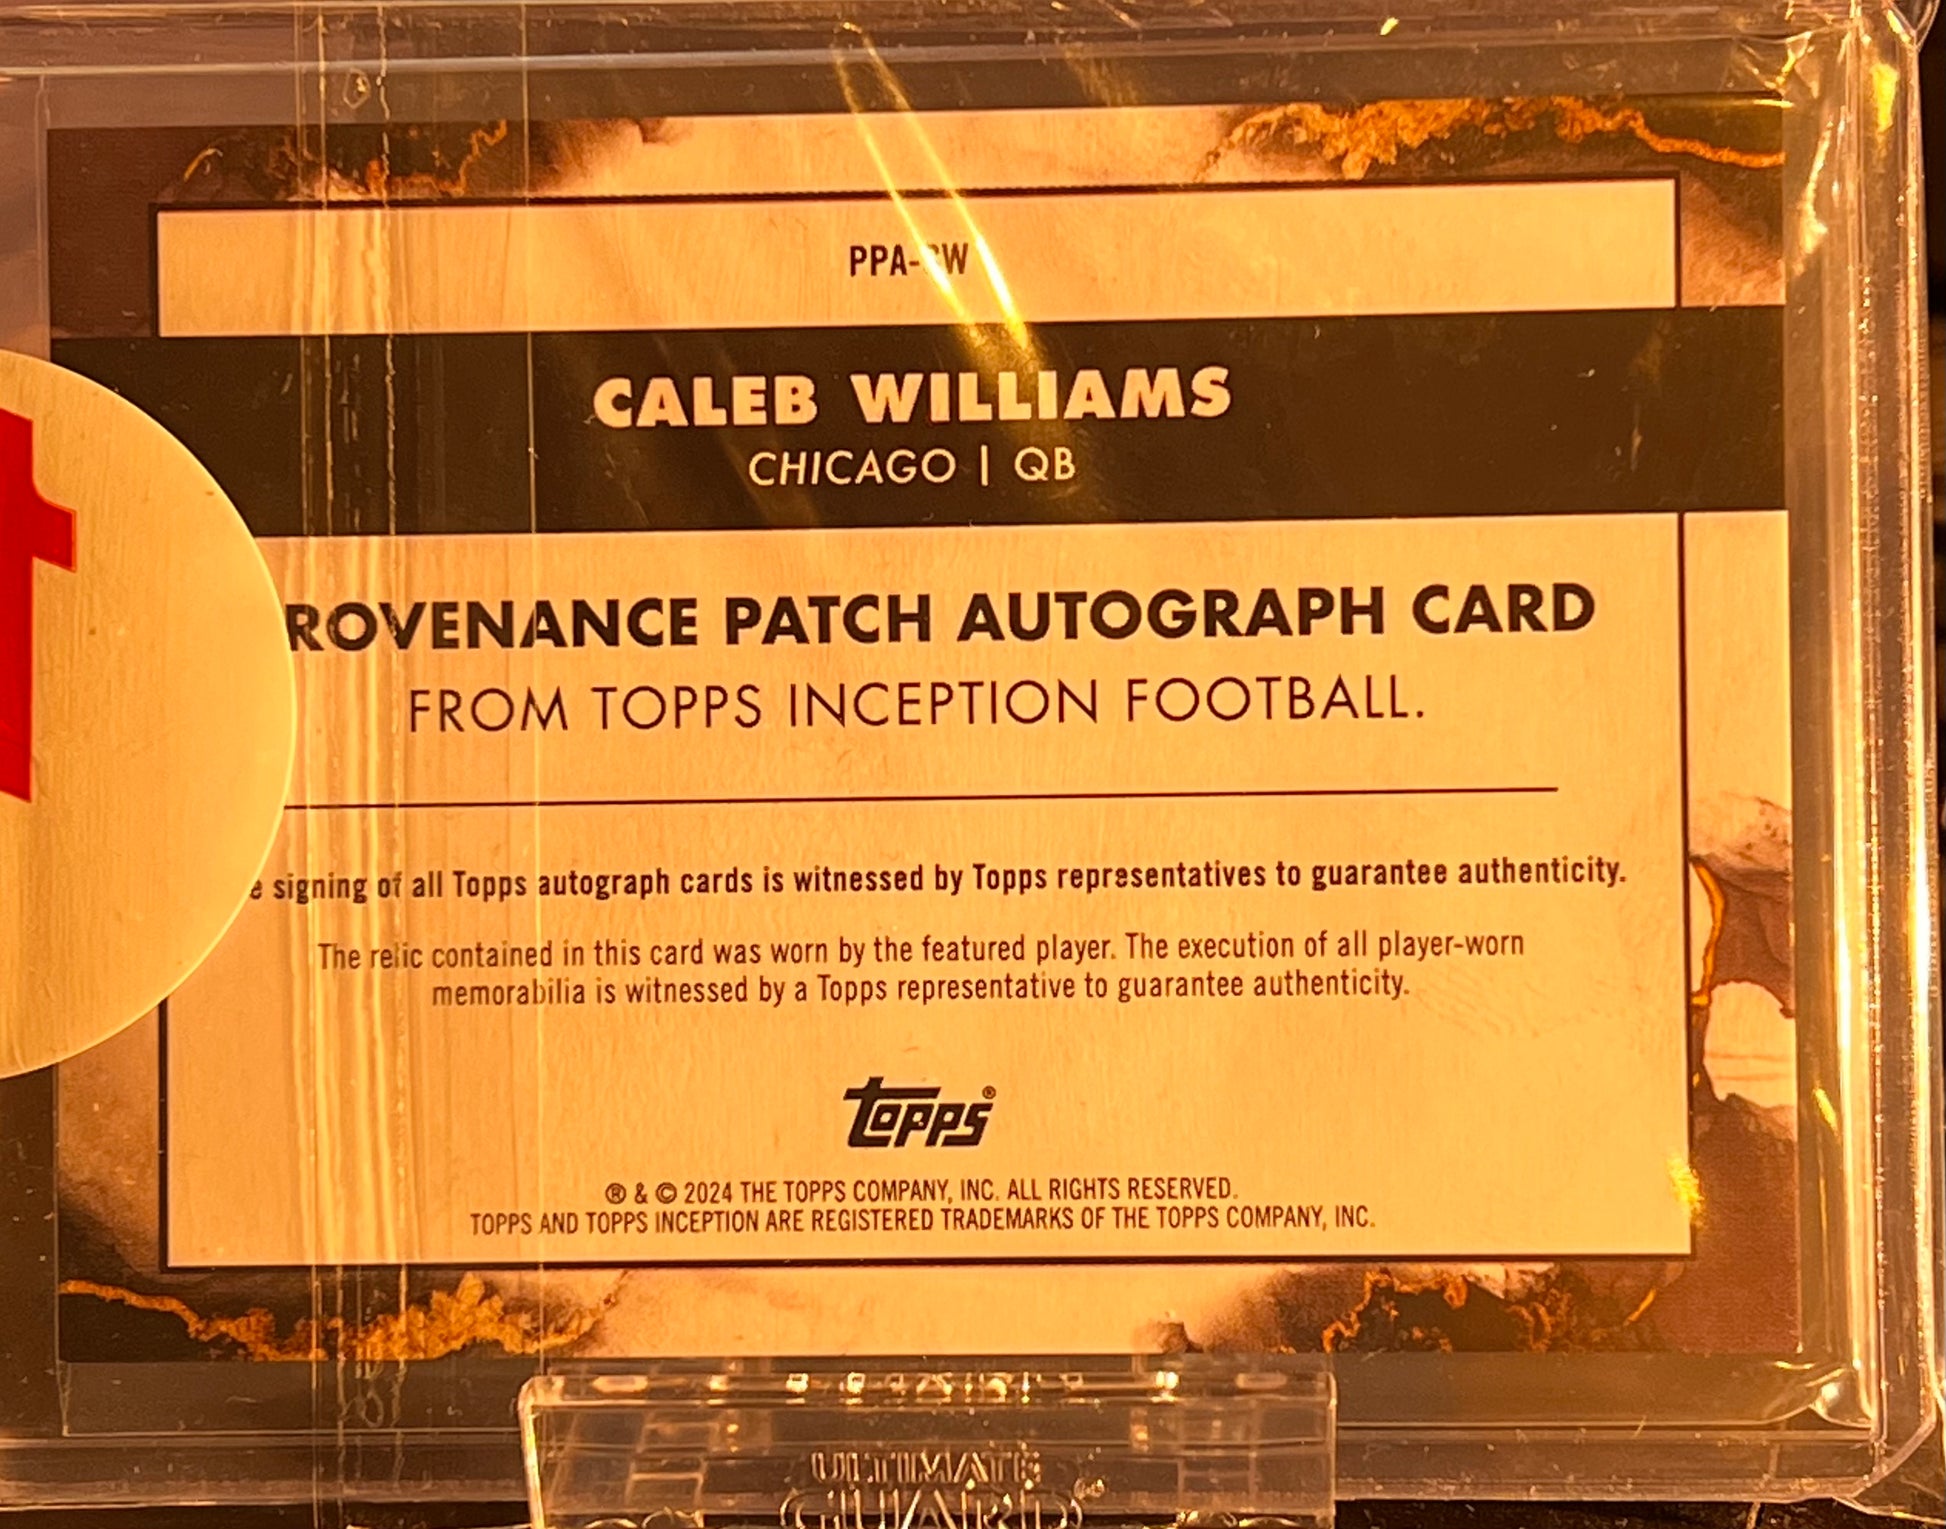 CALEB WILLIAMS
CHICAGO | QB
PATCH AUTOGRAPH CARD
FROM TOPPS INCEPTION FOOTBALL.
signing of all Topps autograph cards is witnessed by Topps representatives to guarantee authenticity.
The relic contained in this card was worn by the featured player. The execution of all player-worn
memorabilia is witnessed by a Topps representative to guarantee authenticity.
topps®
® & © 2024 THE TOPPS COMPANY, INC. ALL RIGHTS RESERVED.
TOPPS AND TOPPS INCEPTION ARE REGISTERED TRADEMARKS OF THE TOPPS COMPANY, INC.
ULTIMATE
GUARD